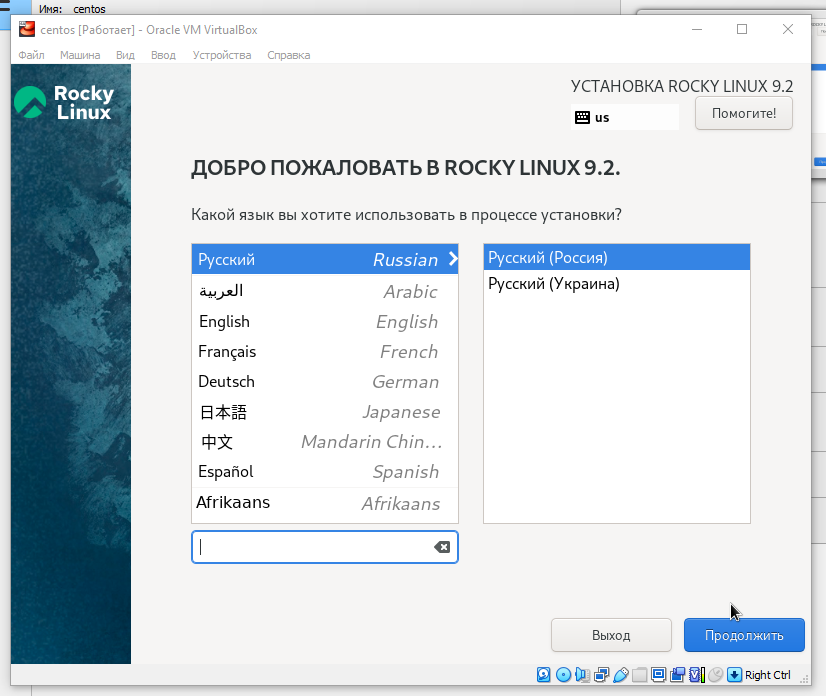 Имя: centos
centos [Работает] - Oracle VM VirtualBox
Файл Машина Вид Ввод Устройства Справка
Rocky
Linux
УСТАНОВКА ROCKY LINUX 9.2
us
Помогите!
ДОБРО ПОЖАЛОВАТЬ В ROCKY LINUX 9.2.
Какой язык вы хотите использовать в процессе установки?
Русский Russian
Русский (Россия)
Русский (Украина)
العربية Arabic
English English
Français French
Deutsch German
日本語 Japanese
中文 Mandarin Chin...
Español Spanish
Afrikaans Afrikaans
Выход
Продолжить
Right Ctrl